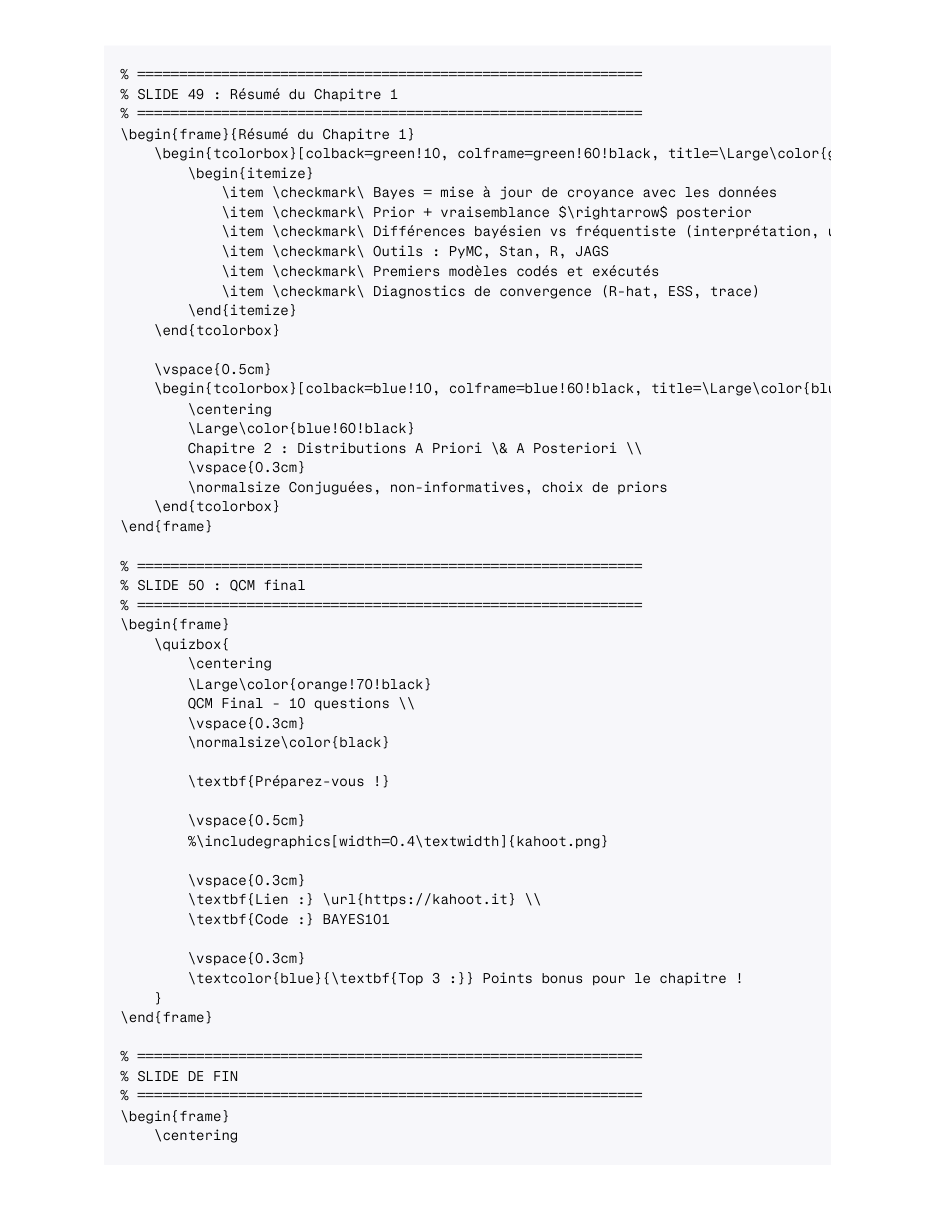 % ============================================================
% SLIDE 49 : Résumé du Chapitre 1
% ============================================================
\begin{frame}{Résumé du Chapitre 1}
    \begin{tcolorbox}[colback=green!10, colframe=green!60!black, title=\Large\color{g
        \begin{itemize}
            \item \checkmark\ Bayes = mise à jour de croyance avec les données
            \item \checkmark\ Prior + vraisemblance $\rightarrow$ posterior
            \item \checkmark\ Différences bayésien vs fréquentiste (interprétation, u
            \item \checkmark\ Outils : PyMC, Stan, R, JAGS
            \item \checkmark\ Premiers modèles codés et exécutés
            \item \checkmark\ Diagnostics de convergence (R-hat, ESS, trace)
        \end{itemize}
    \end{tcolorbox}

    \vspace{0.5cm}
    \begin{tcolorbox}[colback=blue!10, colframe=blue!60!black, title=\Large\color{blu
        \centering
        \Large\color{blue!60!black}
        Chapitre 2 : Distributions A Priori \& A Posteriori \\
        \vspace{0.3cm}
        \normalsize Conjuguées, non-informatives, choix de priors
    \end{tcolorbox}
\end{frame}

% ============================================================
% SLIDE 50 : QCM final
% ============================================================
\begin{frame}
    \quizbox{
        \centering
        \Large\color{orange!70!black}
        QCM Final - 10 questions \\
        \vspace{0.3cm}
        \normalsize\color{black}

        \textbf{Préparez-vous !}

        \vspace{0.5cm}
        %\includegraphics[width=0.4\textwidth]{kahoot.png}

        \vspace{0.3cm}
        \textbf{Lien :} \url{https://kahoot.it} \\
        \textbf{Code :} BAYES101

        \vspace{0.3cm}
        \textcolor{blue}{\textbf{Top 3 :}} Points bonus pour le chapitre !
    }
\end{frame}

% ============================================================
% SLIDE DE FIN
% ============================================================
\begin{frame}
    \centering